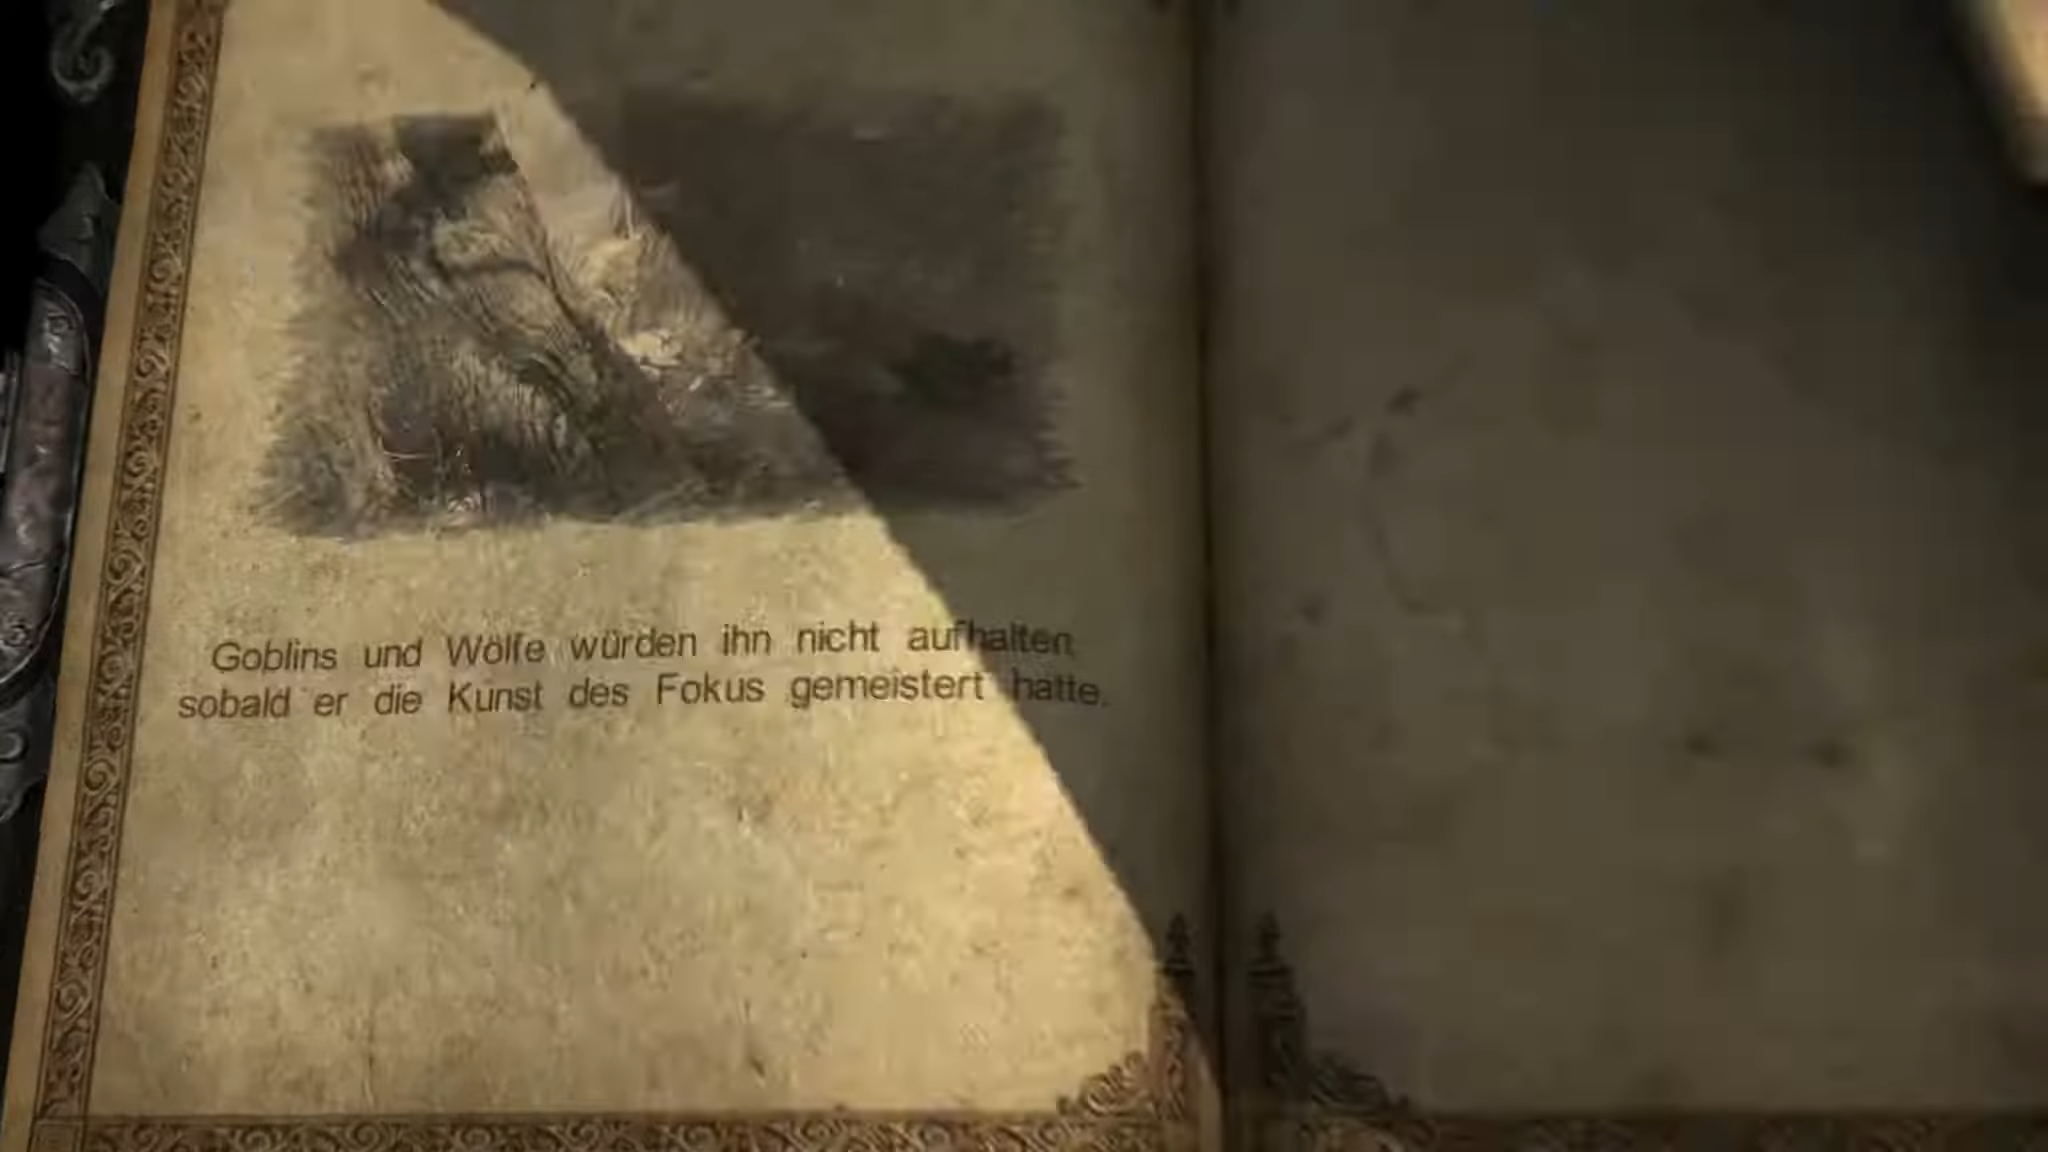 Goblins und Wölfe würden ihn nicht aufhalten
sobald er die Kunst des Fokus gemeistert hatte.